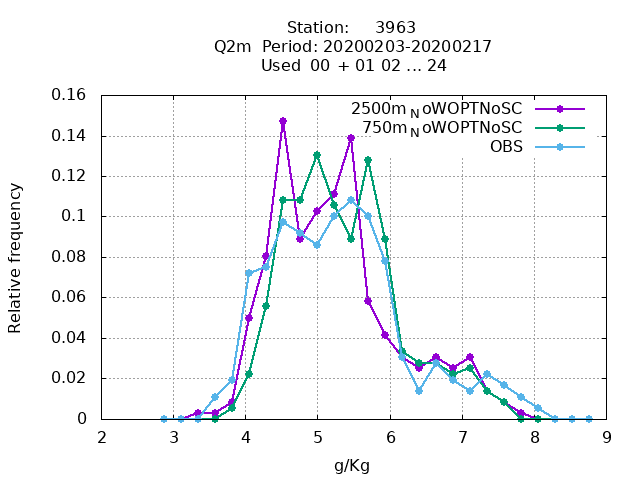 Station: 3963
Q2m Period: 20200203-20200217
Used 00 + 01 02 ... 24
0.16
0.14
0.12
0.1
0.08
0.06
0.04
0.02
0
2 3 4 5 6 7 8 9
Relative frequency
g/Kg
2500mNoWOPTNoSC
750mNoWOPTNoSC
OBS